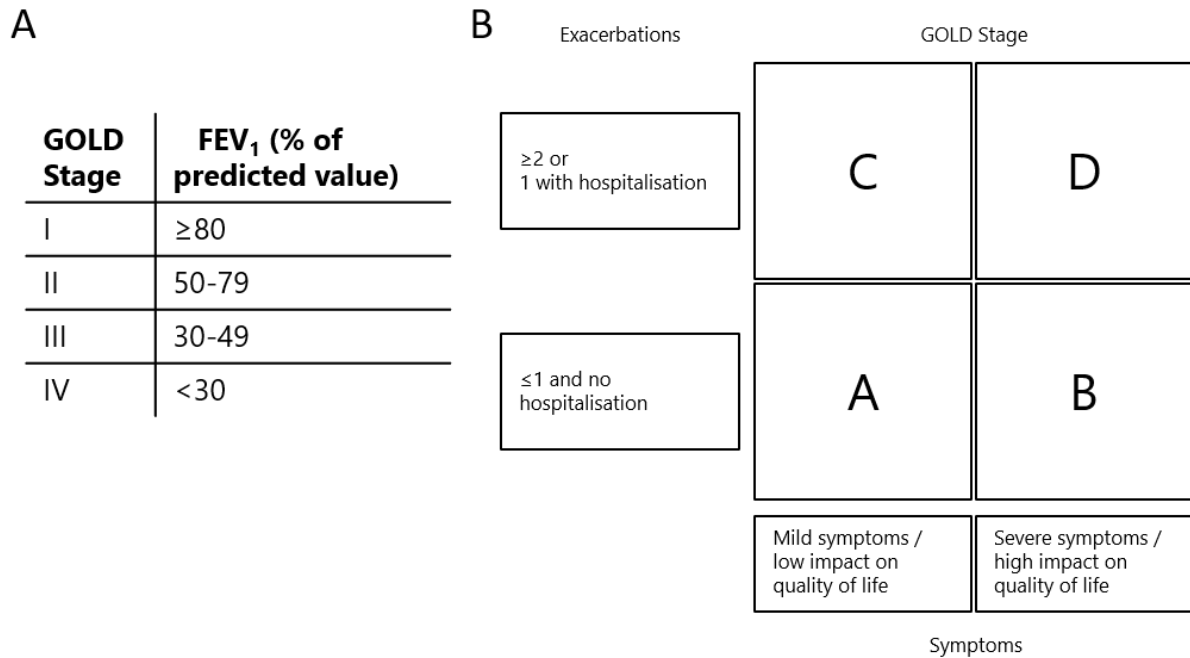 A
GOLD
Stage
FEV₁ (% of
predicted value)
I
≥80
II
50-79
III
30-49
IV
<30
B
Exacerbations
GOLD Stage
≥2 or
1 with hospitalisation
C
D
≤1 and no
hospitalisation
A
B
Mild symptoms /
low impact on
quality of life
Severe symptoms /
high impact on
quality of life
Symptoms